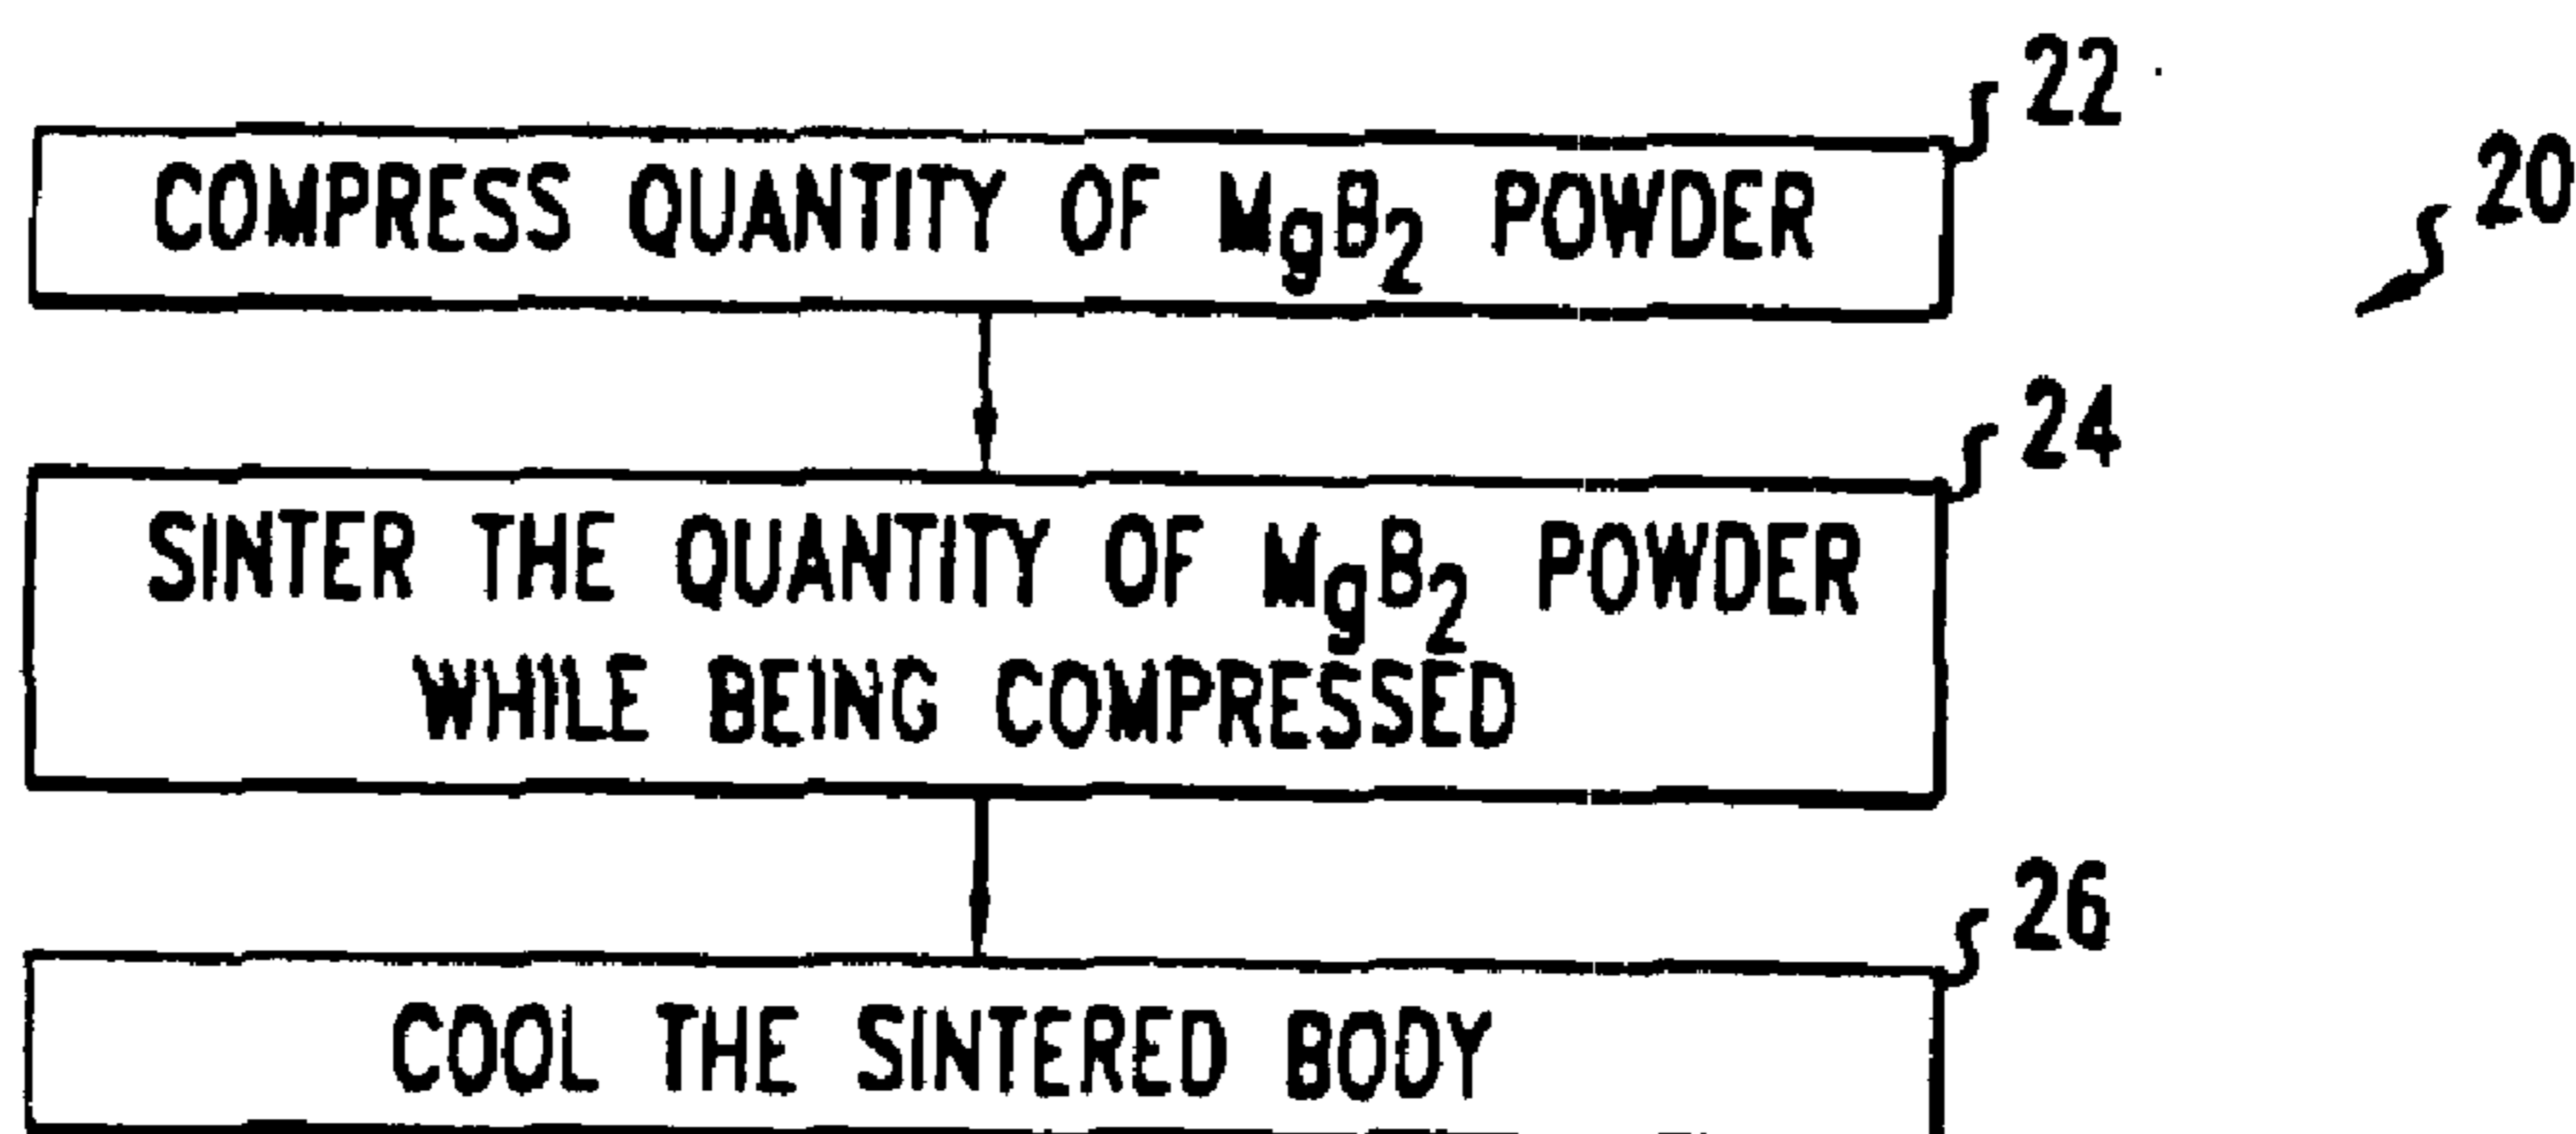 22
20
COMPRESS QUANTITY OF MgB₂ POWDER
24
SINTER THE QUANTITY OF MgB₂ POWDER
WHILE BEING COMPRESSED
26
COOL THE SINTERED BODY